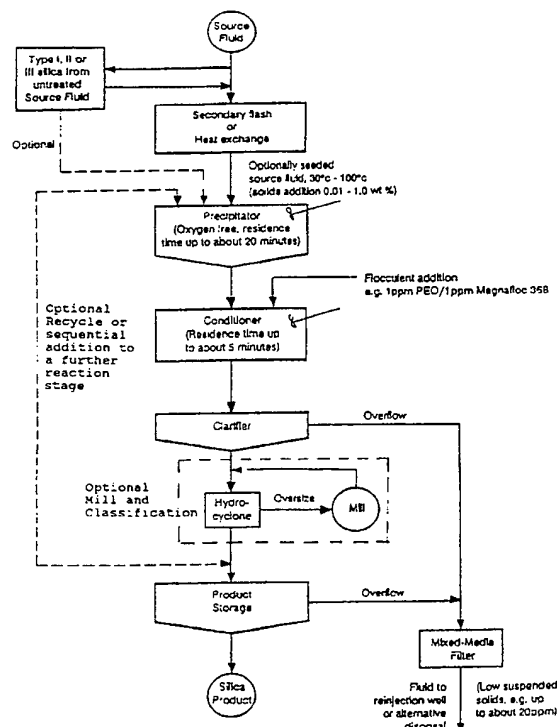 Source
Fluid
Type I, II or
III silica from
untreated
Source Fluid
Secondary flash
or
Heat exchange
Optional
Optionally seeded
source fluid, 30°c - 100°c
(solids addition 0.01 - 1.0 wt %)
Precipitator
(Oxygen free, residence
time up to about 20 minutes)
Flocculent addition
e.g. 1ppm PEO/1ppm Magnafloc 358
Conditioner
(Residence time up
to about 5 minutes)
Optional
Recycle or
sequential
addition to
a further
reaction
stage
Clarifier
Overflow
Optional
Mill and
Classification
Hydro-
cyclone
Oversize
Mill
Product
Storage
Overflow
Mixed-Media
Filter
Silica
Product
Fluid to
reinjection well
or alternative
disposal
(Low suspended
solids, e.g. up
to about 20ppm)